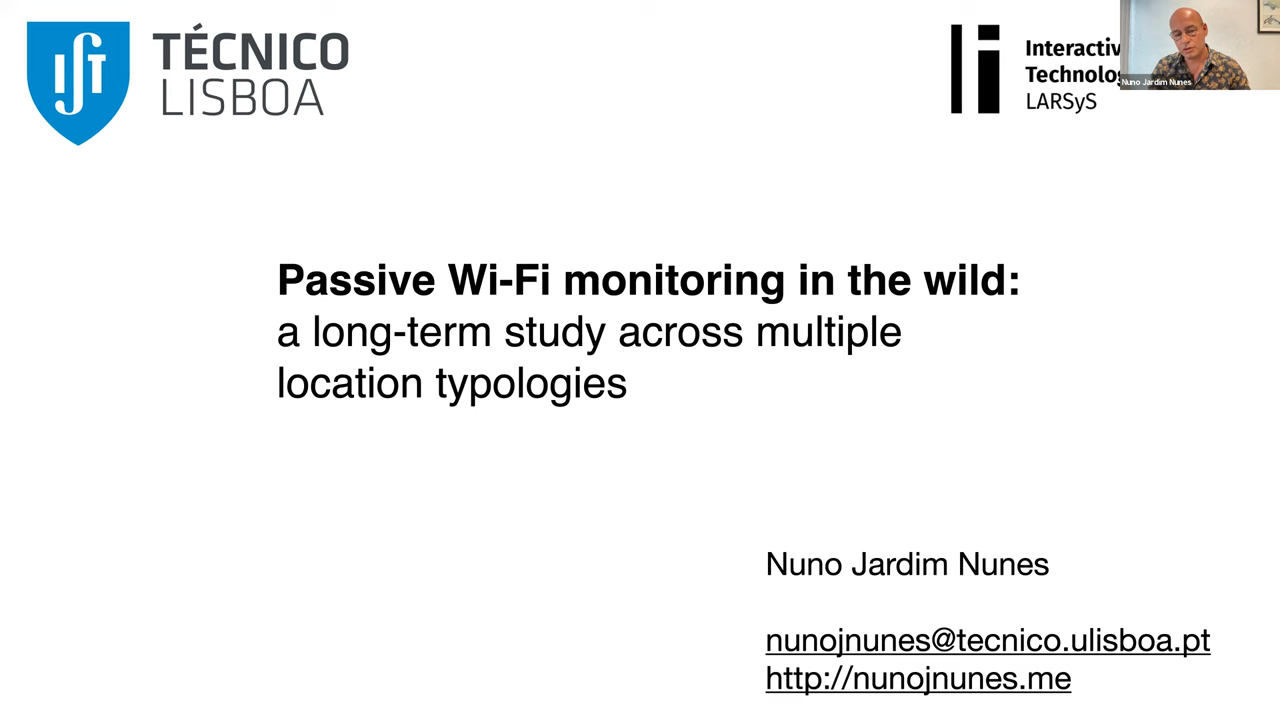 TÉCNICO
LISBOA
Interactiv
Technolo
LARSyS
Nuno Jardim Nunes
Passive Wi-Fi monitoring in the wild:
a long-term study across multiple
location typologies
Nuno Jardim Nunes
nunojnunes@tecnico.ulisboa.pt
http://nunojnunes.me